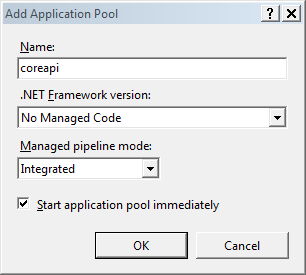 Add Application Pool
Name:
coreapi
.NET Framework version:
No Managed Code
Managed pipeline mode:
Integrated
Start application pool immediately
OK
Cancel